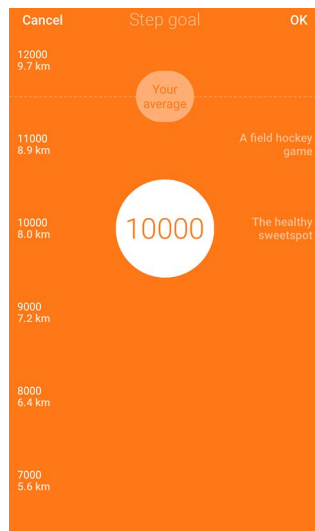 Cancel Step goal OK
12000
9.7 km
Your
average
11000
8.9 km
A field hockey
game
10000
8.0 km
10000
The healthy
sweetspot
9000
7.2 km
8000
6.4 km
7000
5.6 km